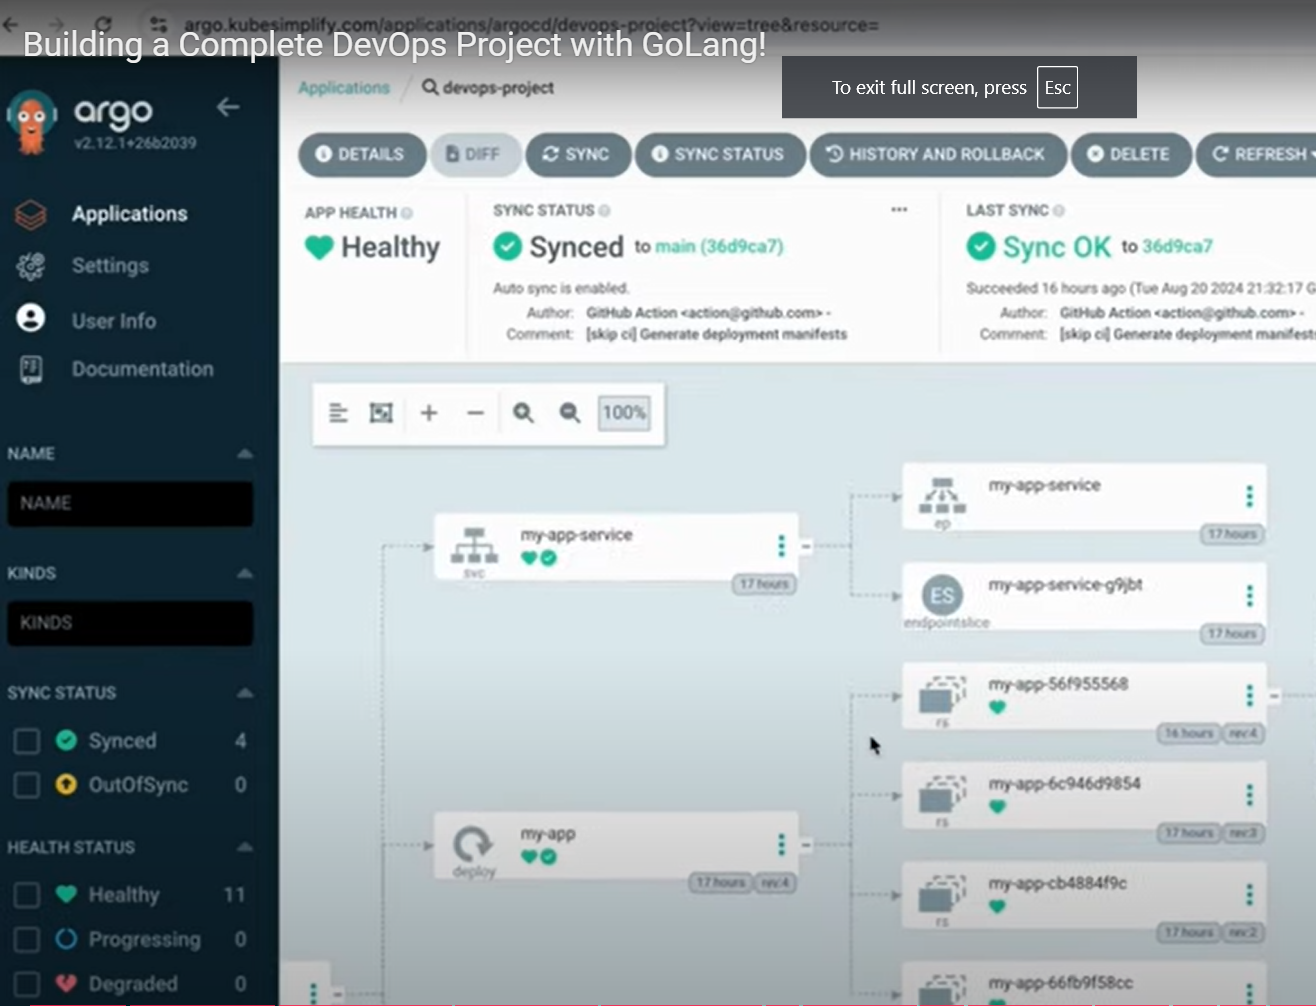 argo.kubesimplify.com/applications/argocd/devops-project?view=tree&resource=
Building a Complete DevOps Project with GoLang!
To exit full screen, press Esc
argo
v2.12.1+26b2039
Applications
Settings
User Info
Documentation
NAME
NAME
KINDS
KINDS
SYNC STATUS
Synced 4
OutOfSync 0
HEALTH STATUS
Healthy 11
Progressing 0
Degraded 0
Applications / devops-project
DETAILS DIFF SYNC SYNC STATUS HISTORY AND ROLLBACK DELETE REFRESH
APP HEALTH
Healthy
SYNC STATUS
Synced to main (36d9ca7)
Auto sync is enabled.
Author: GitHub Action <action@github.com> -
Comment: [skip ci] Generate deployment manifests
LAST SYNC
Sync OK to 36d9ca7
Succeeded 16 hours ago (Tue Aug 20 2024 21:32:17 G
Author: GitHub Action <action@github.com> -
Comment: [skip ci] Generate deployment manifests
100%
my-app-service
svc
17 hours
my-app
deploy
17 hours rev:4
my-app-service
ep
17 hours
ES
my-app-service-g9jbt
endpointslice
17 hours
my-app-56f955568
rs
16 hours rev:4
my-app-6c946d9854
rs
17 hours rev:3
my-app-cb4884f9c
rs
17 hours rev:2
my-app-66fb9f58cc